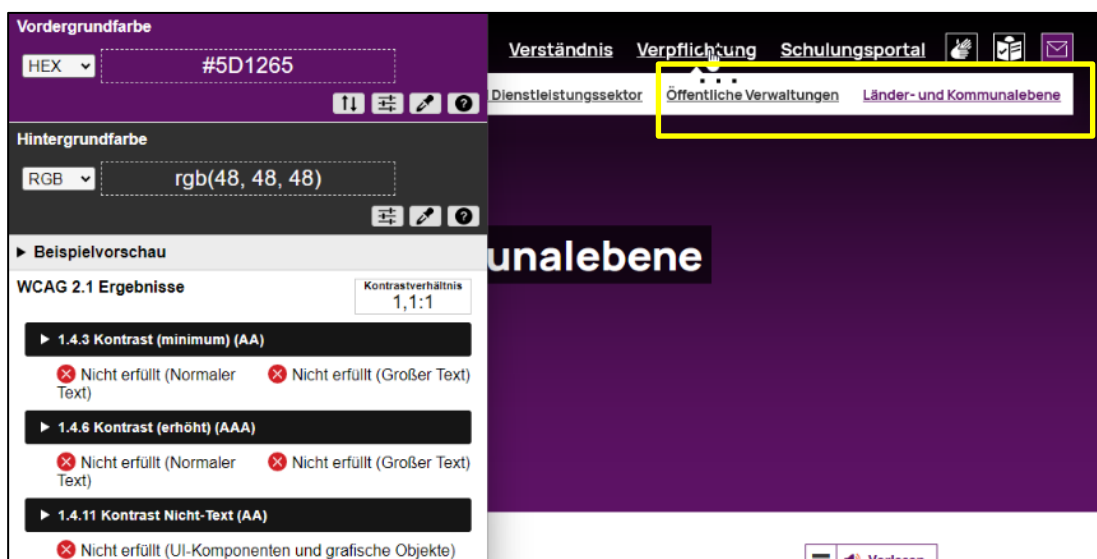 Vordergrundfarbe
HEX
#5D1265
Hintergrundfarbe
RGB
rgb(48, 48, 48)
Beispielvorschau
WCAG 2.1 Ergebnisse
Kontrastverhältnis
1,1:1
1.4.3 Kontrast (minimum) (AA)
Nicht erfüllt (Normaler Nicht erfüllt (Großer Text)
Text)
1.4.6 Kontrast (erhöht) (AAA)
Nicht erfüllt (Normaler Nicht erfüllt (Großer Text)
Text)
1.4.11 Kontrast Nicht-Text (AA)
Nicht erfüllt (UI-Komponenten und grafische Objekte)
Verständnis Verpflichtung Schulungsportal
Dienstleistungssektor Öffentliche Verwaltungen Länder- und Kommunalebene
unalebene
Vorlesen